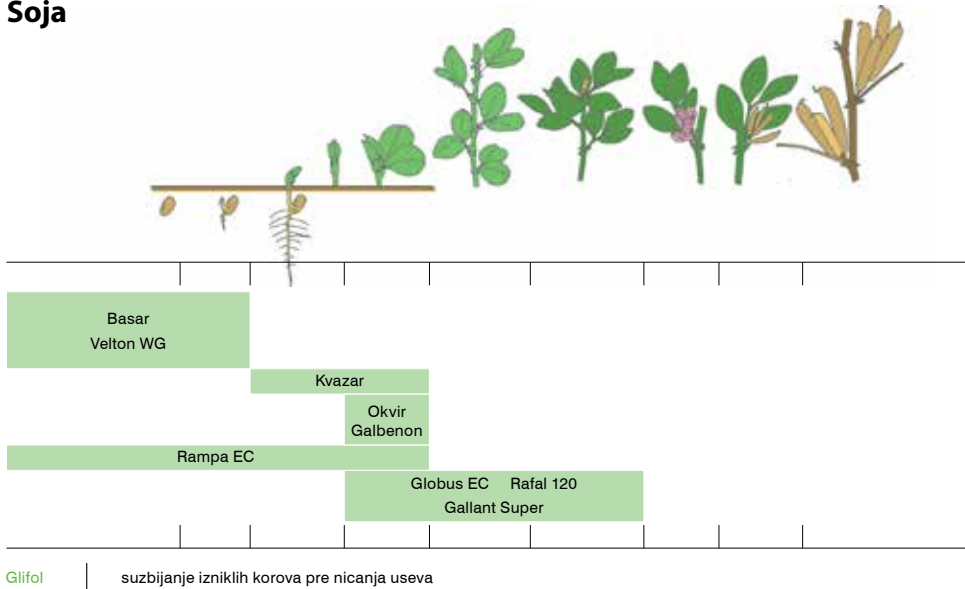 Soja
Basar
Velton WG
Kvazar
Okvir
Galbenon
Rampa EC
Globus EC Rafal 120
Gallant Super
Glifol suzbijanje izniklih korova pre nicanja useva